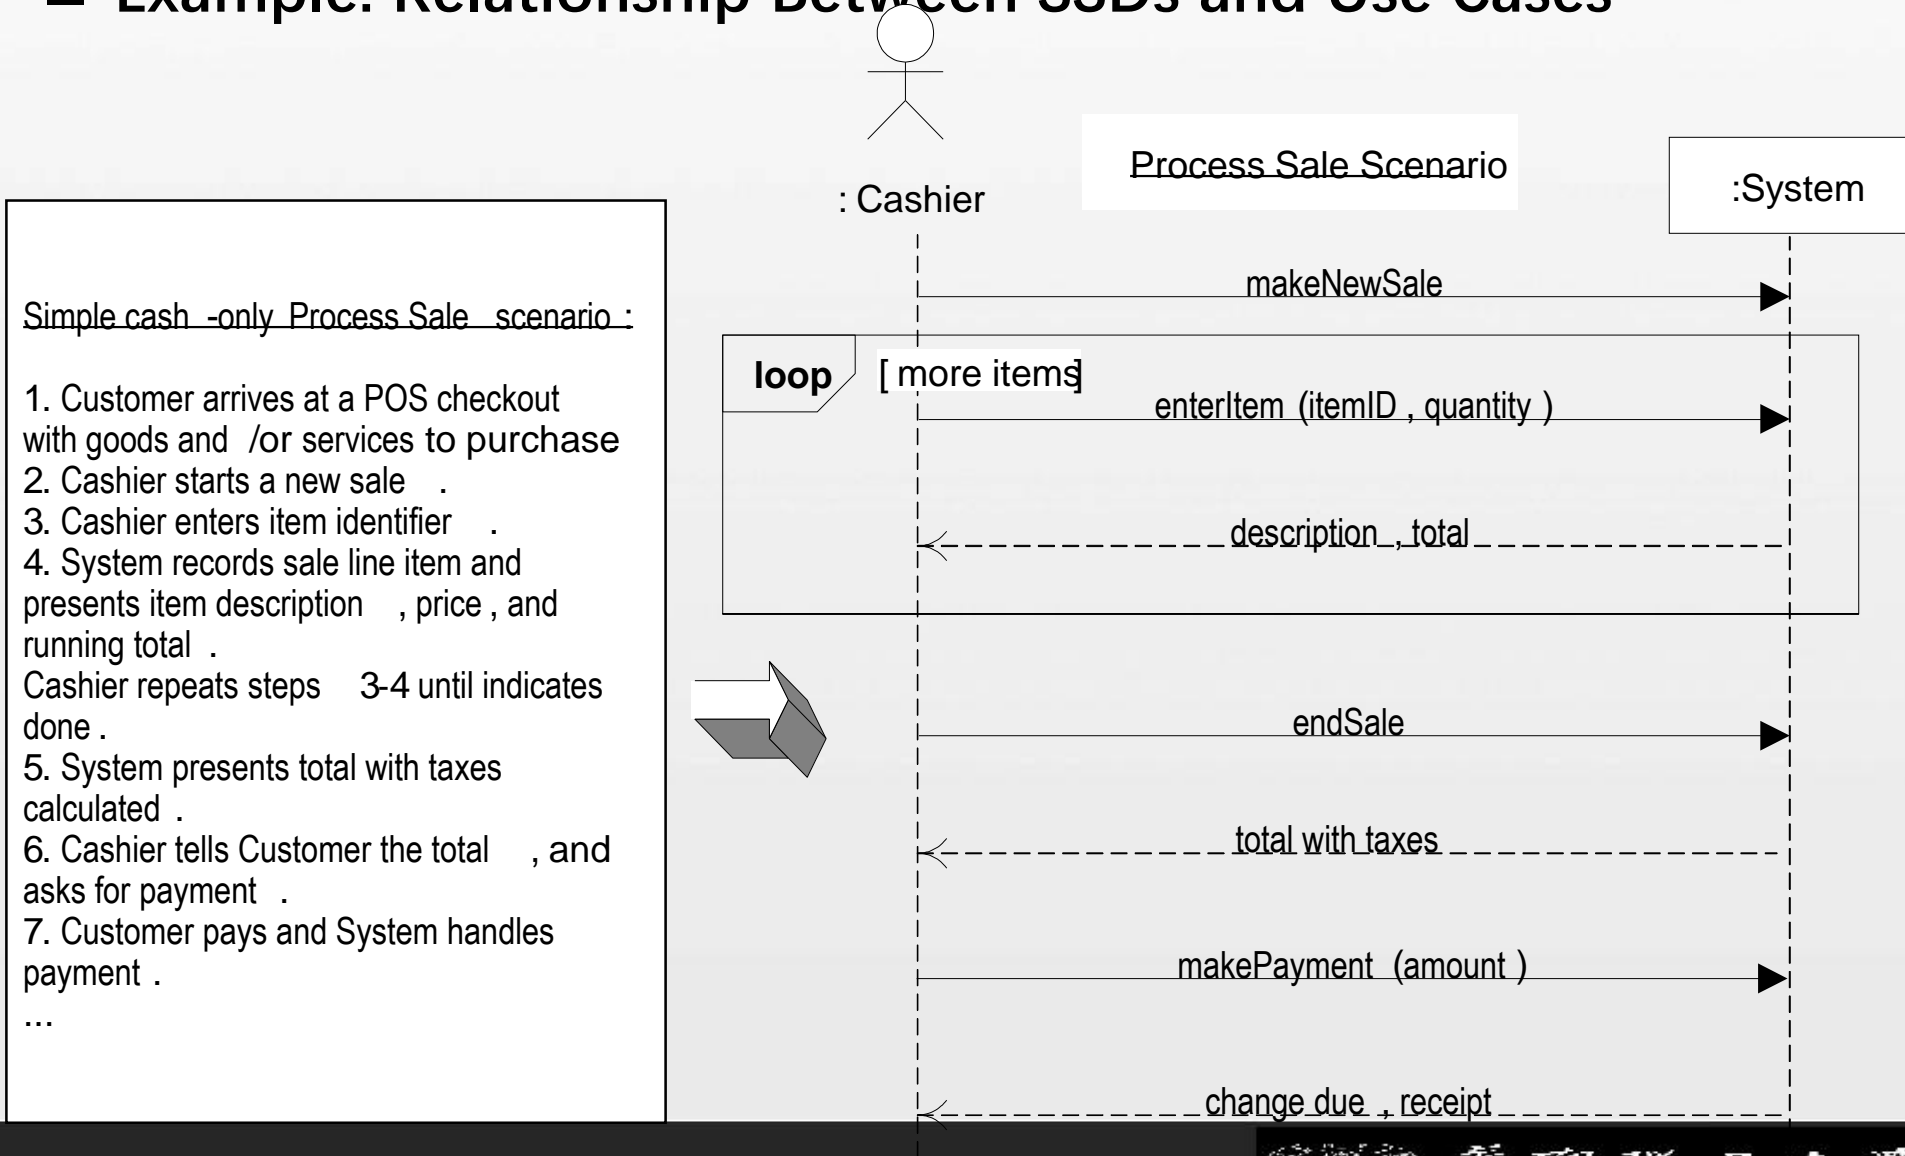 Example: Relationship Between SSDs and Use Cases
Process Sale Scenario
: Cashier
:System
Simple cash -only Process Sale scenario :
1. Customer arrives at a POS checkout
with goods and /or services to purchase
2. Cashier starts a new sale .
3. Cashier enters item identifier .
4. System records sale line item and
presents item description , price , and
running total .
Cashier repeats steps 3-4 until indicates
done .
5. System presents total with taxes
calculated .
6. Cashier tells Customer the total , and
asks for payment .
7. Customer pays and System handles
payment .
...
makeNewSale
loop
[ more items]
enterItem (itemID , quantity )
description , total
endSale
total with taxes
makePayment (amount )
change due , receipt